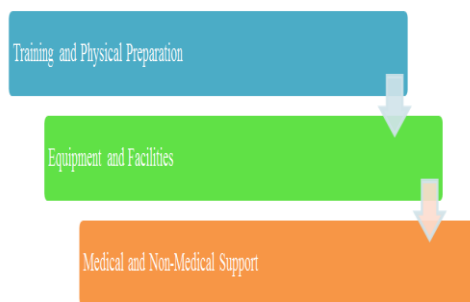 Training and Physical Preparation
Equipment and Facilities
Medical and Non-Medical Support